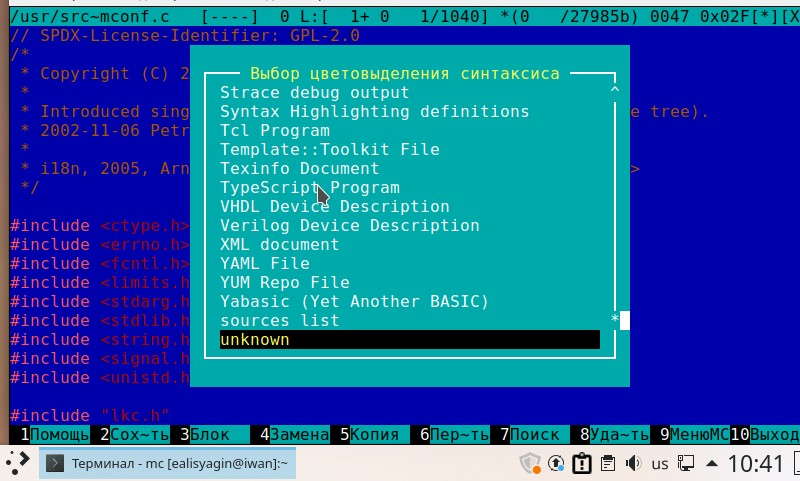 /usr/src~mconf.c   [----]  0 L:[  1+ 0   1/1040] *(0   /27985b) 0047 0x02F[*][X
// SPDX-License-Identifier: GPL-2.0
/*
 * Copyright (C) 2
 *
 * Introduced sing e tree).
 * 2002-11-06 Petr
 *
 * i18n, 2005, Arn >
 */
#include <ctype.h>
#include <errno.h>
#include <fcntl.h>
#include <limits.h
#include <stdarg.h
#include <stdlib.h
#include <string.h
#include <signal.h
#include <unistd.h
#include "lkc.h"
Выбор цветовыделения синтаксиса
Strace debug output ^
Syntax Highlighting definitions
Tcl Program
Template::Toolkit File
Texinfo Document
TypeScript Program
VHDL Device Description
Verilog Device Description
XML document
YAML File
YUM Repo File
Yabasic (Yet Another BASIC)
sources list *
unknown
1Помощь 2Сох~ть 3Блок 4Замена 5Копия 6Пер~ть 7Поиск 8Уда~ть 9МенюMC 10Выход
Терминал - mc [ealisyagin@iwan]:~ us 10:41